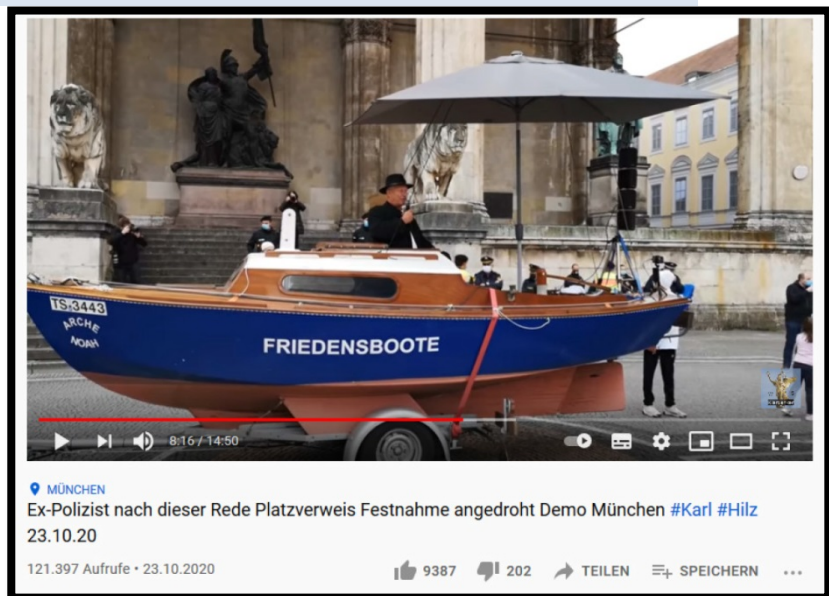 TS·3443
ARCHE
NOAH
FRIEDENSBOOTE
8:16 / 14:50
MÜNCHEN
Ex-Polizist nach dieser Rede Platzverweis Festnahme angedroht Demo München #Karl #Hilz
23.10.20
121.397 Aufrufe • 23.10.2020
9387
202
TEILEN
SPEICHERN